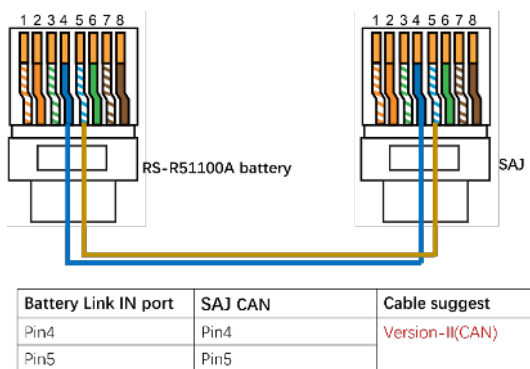 1 2 3 4 5 6 7 8
1 2 3 4 5 6 7 8
RS-R51100A battery
SAJ
Battery Link IN port SAJ CAN Cable suggest
Pin4 Pin4 Version-II(CAN)
Pin5 Pin5